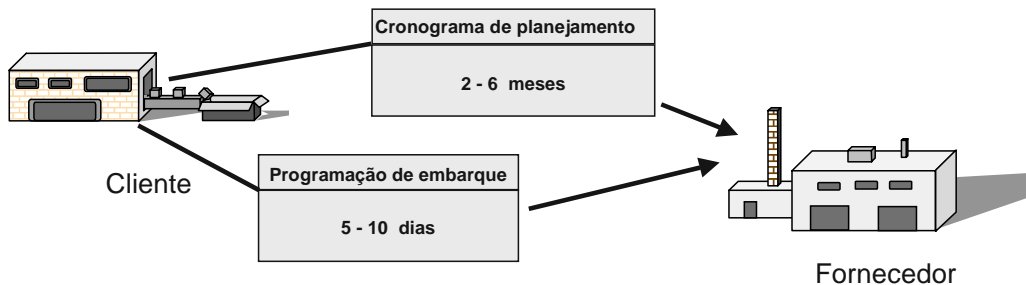 Cronograma de planejamento
2 - 6 meses
Cliente
Programação de embarque
5 - 10 dias
Fornecedor